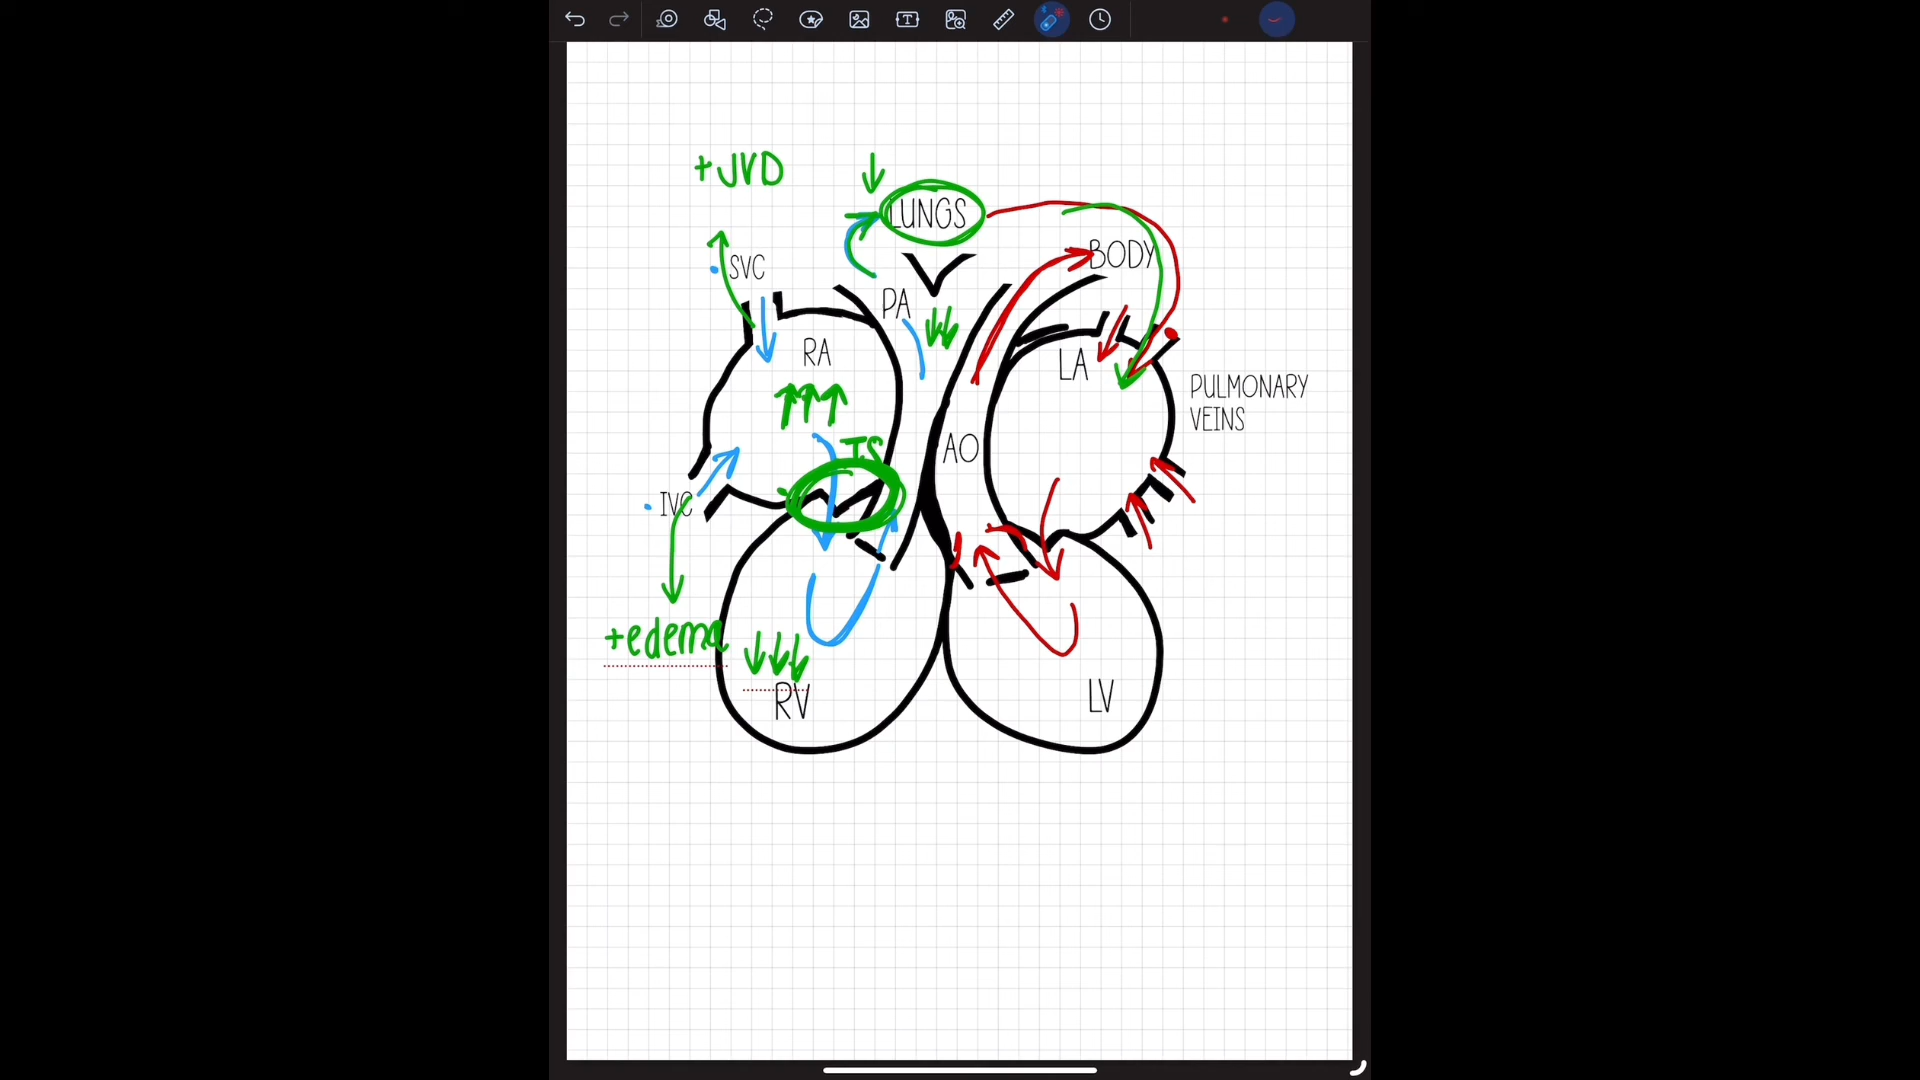 +JVD
LUNGS
SVC
BODY
PA
RA
LA
PULMONARY
VEINS
TS
AO
IVC
+edema
RV
LV